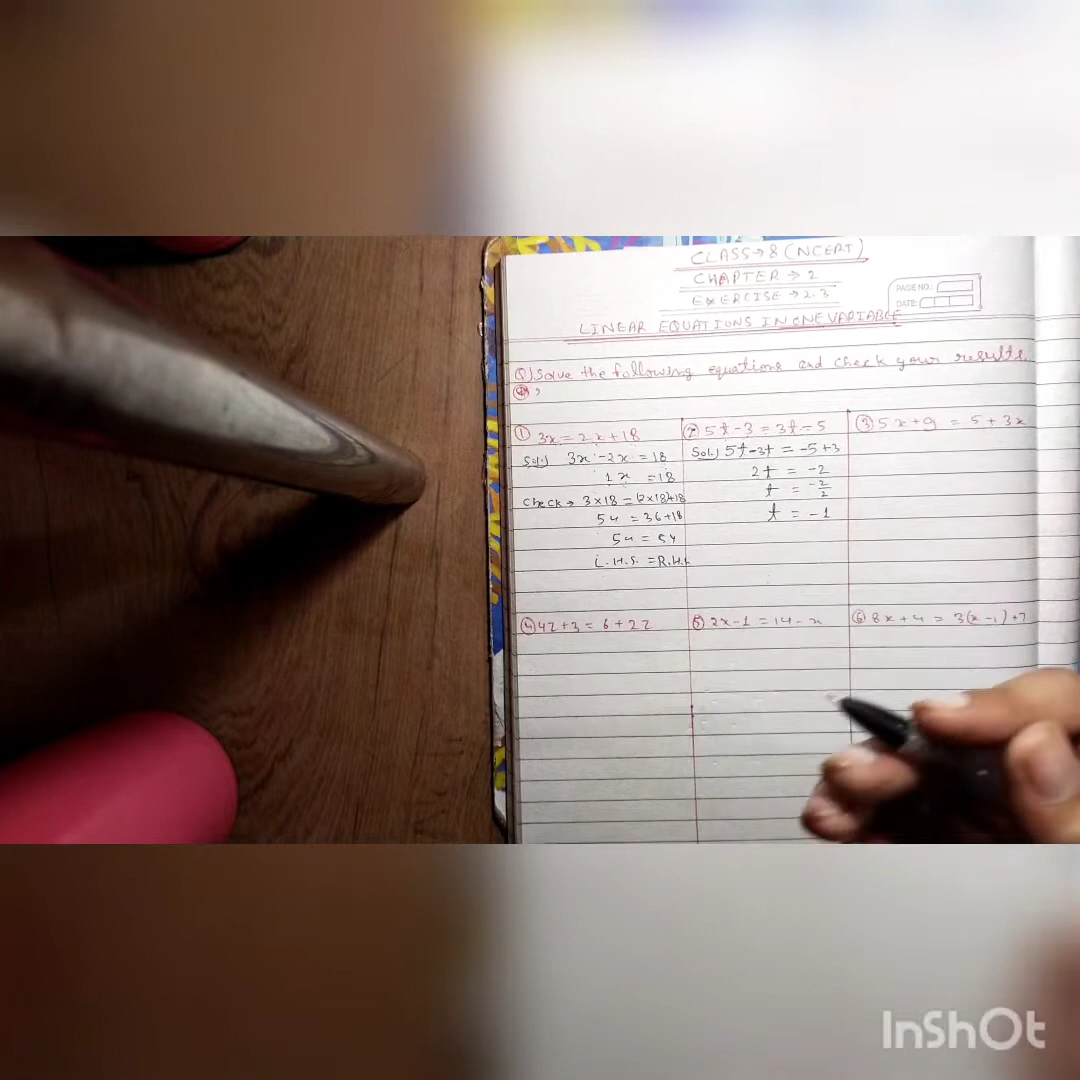 CLASS→8 (NCERT)
CHAPTER → 2
EXERCISE → 2.3
PAGE NO.:
DATE:
LINEAR EQUATIONS IN ONE VARIABLE
Q) Solve the following equations and check your results.
① 3x = 2x + 18
Sol.) 3x - 2x = 18
1x = 18
Check → 3×18 = (2×18)+18
54 = 36+18
54 = 54
L.H.S. = R.H.S
② 5t - 3 = 3t - 5
Sol.) 5t - 3t = -5+3
2t = -2
t = -2/2
t = -1
③ 5x + 9 = 5 + 3x
④ 4z + 3 = 6 + 2z
⑤ 2x - 1 = 14 - x
⑥ 8x + 4 = 3(x - 1) + 7
InShOt